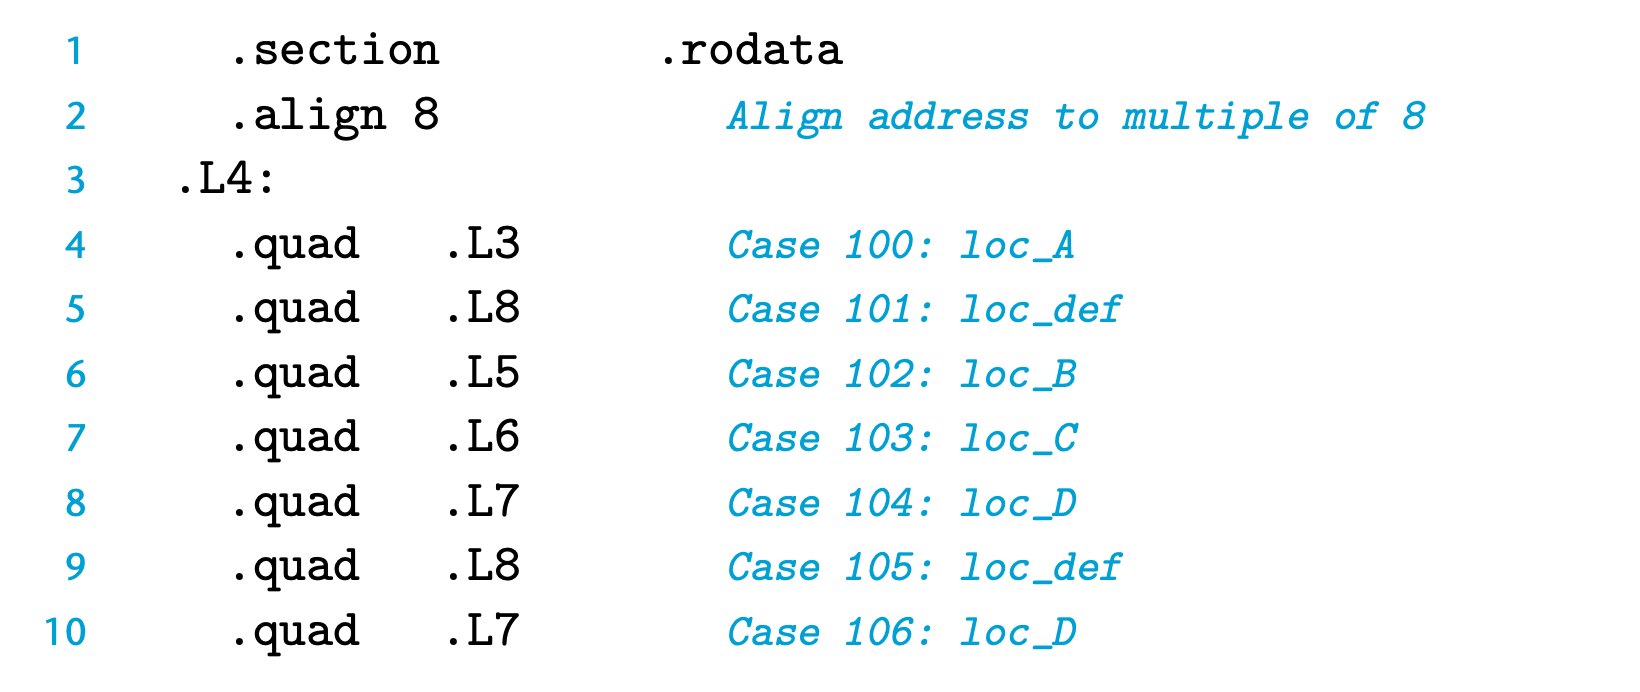 1 .section .rodata
2 .align 8 Align address to multiple of 8
3 .L4:
4 .quad .L3 Case 100: loc_A
5 .quad .L8 Case 101: loc_def
6 .quad .L5 Case 102: loc_B
7 .quad .L6 Case 103: loc_C
8 .quad .L7 Case 104: loc_D
9 .quad .L8 Case 105: loc_def
10 .quad .L7 Case 106: loc_D